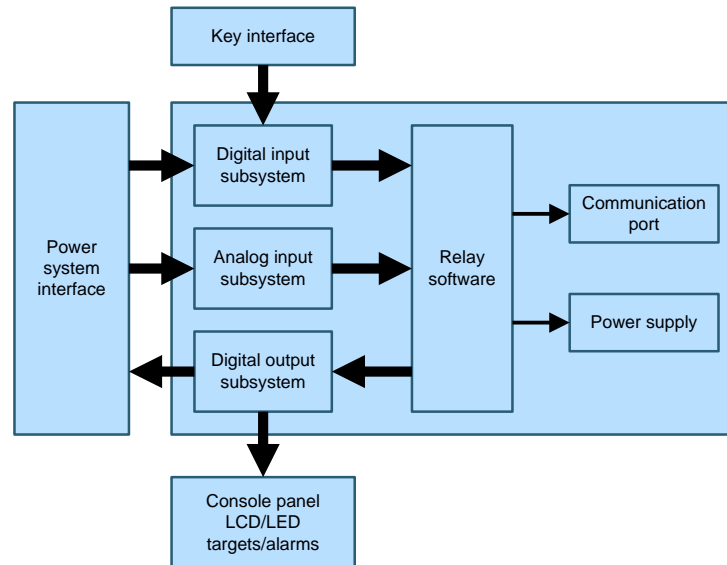 Key interface
Digital input
subsystem
Communication
port
Power
system
interface
Analog input
subsystem
Relay
software
Power supply
Digital output
subsystem
Console panel
LCD/LED
targets/alarms